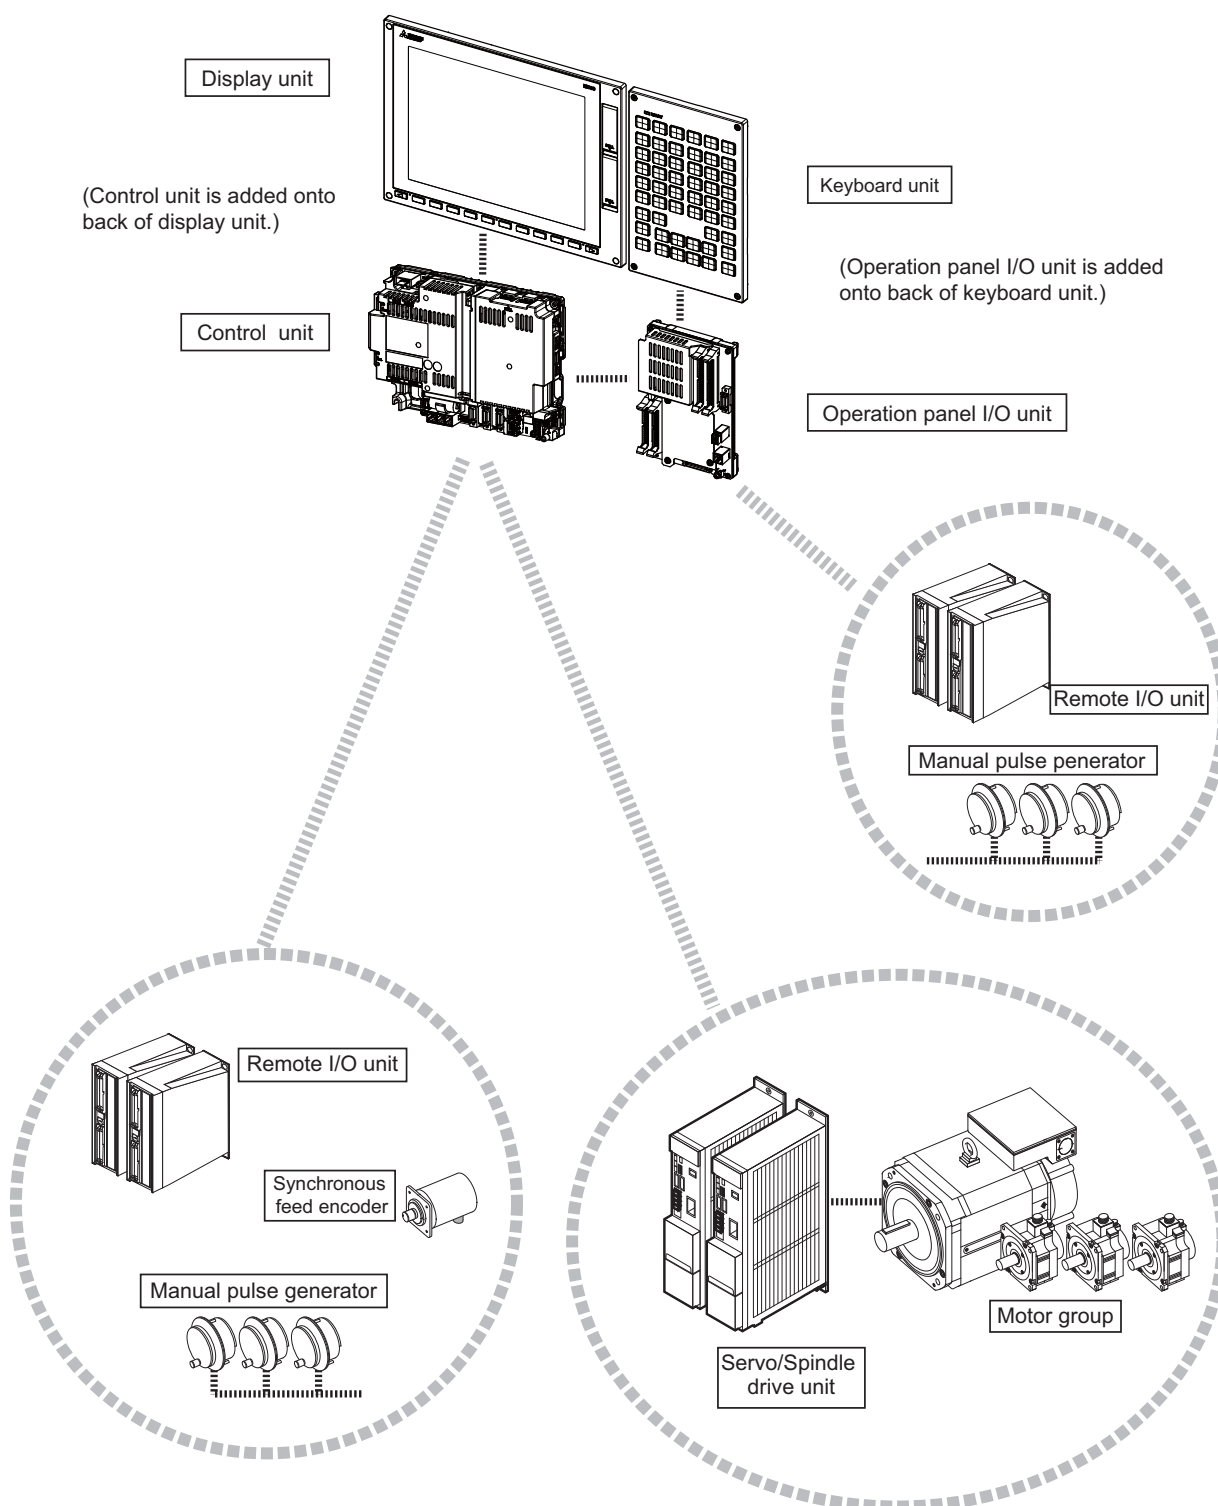 Display unit
(Control unit is added onto
back of display unit.)
Keyboard unit
(Operation panel I/O unit is added
onto back of keyboard unit.)
Control unit
Operation panel I/O unit
Remote I/O unit
Manual pulse penerator
Remote I/O unit
Synchronous
feed encoder
Manual pulse generator
Motor group
Servo/Spindle
drive unit